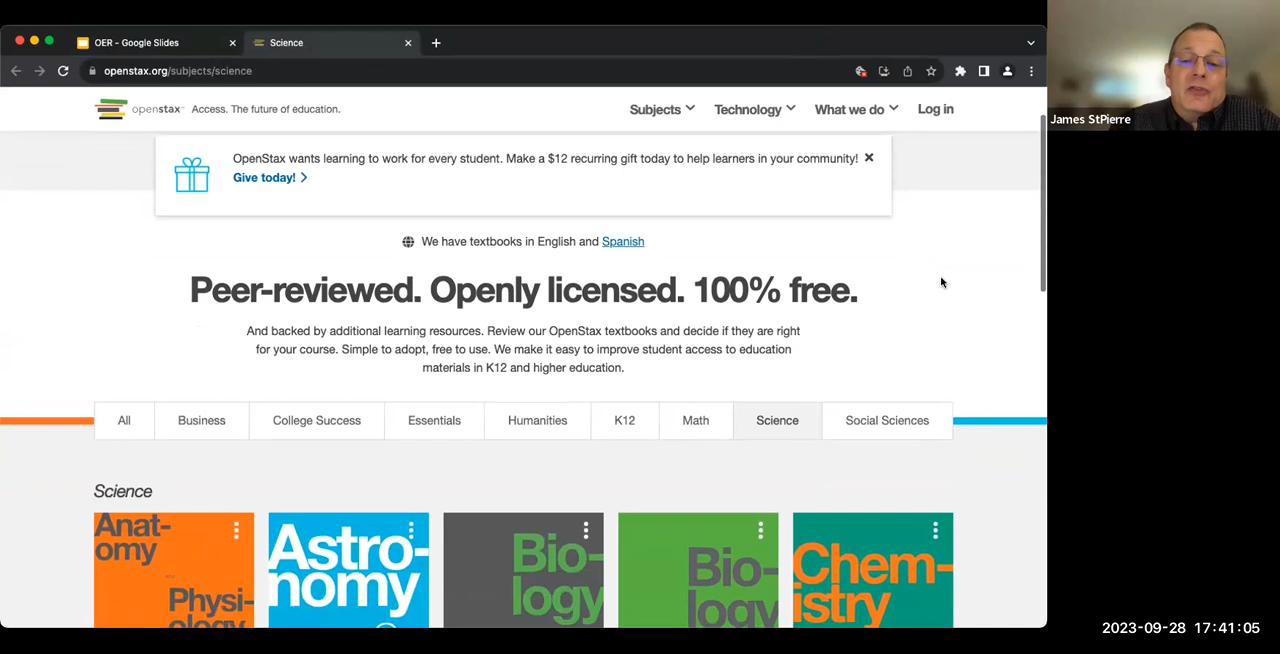 OER - Google Slides
Science
openstax.org/subjects/science
openstax Access. The future of education.
Subjects
Technology
What we do
Log in
James StPierre
OpenStax wants learning to work for every student. Make a $12 recurring gift today to help learners in your community!
Give today!
We have textbooks in English and Spanish
Peer-reviewed. Openly licensed. 100% free.
And backed by additional learning resources. Review our OpenStax textbooks and decide if they are right
for your course. Simple to adopt, free to use. We make it easy to improve student access to education
materials in K12 and higher education.
All
Business
College Success
Essentials
Humanities
K12
Math
Science
Social Sciences
Science
Anat-
omy
Physi-
ology
Astro-
nomy
Bio-
logy
Bio-
logy
Chem-
istry
2023-09-28 17:41:05